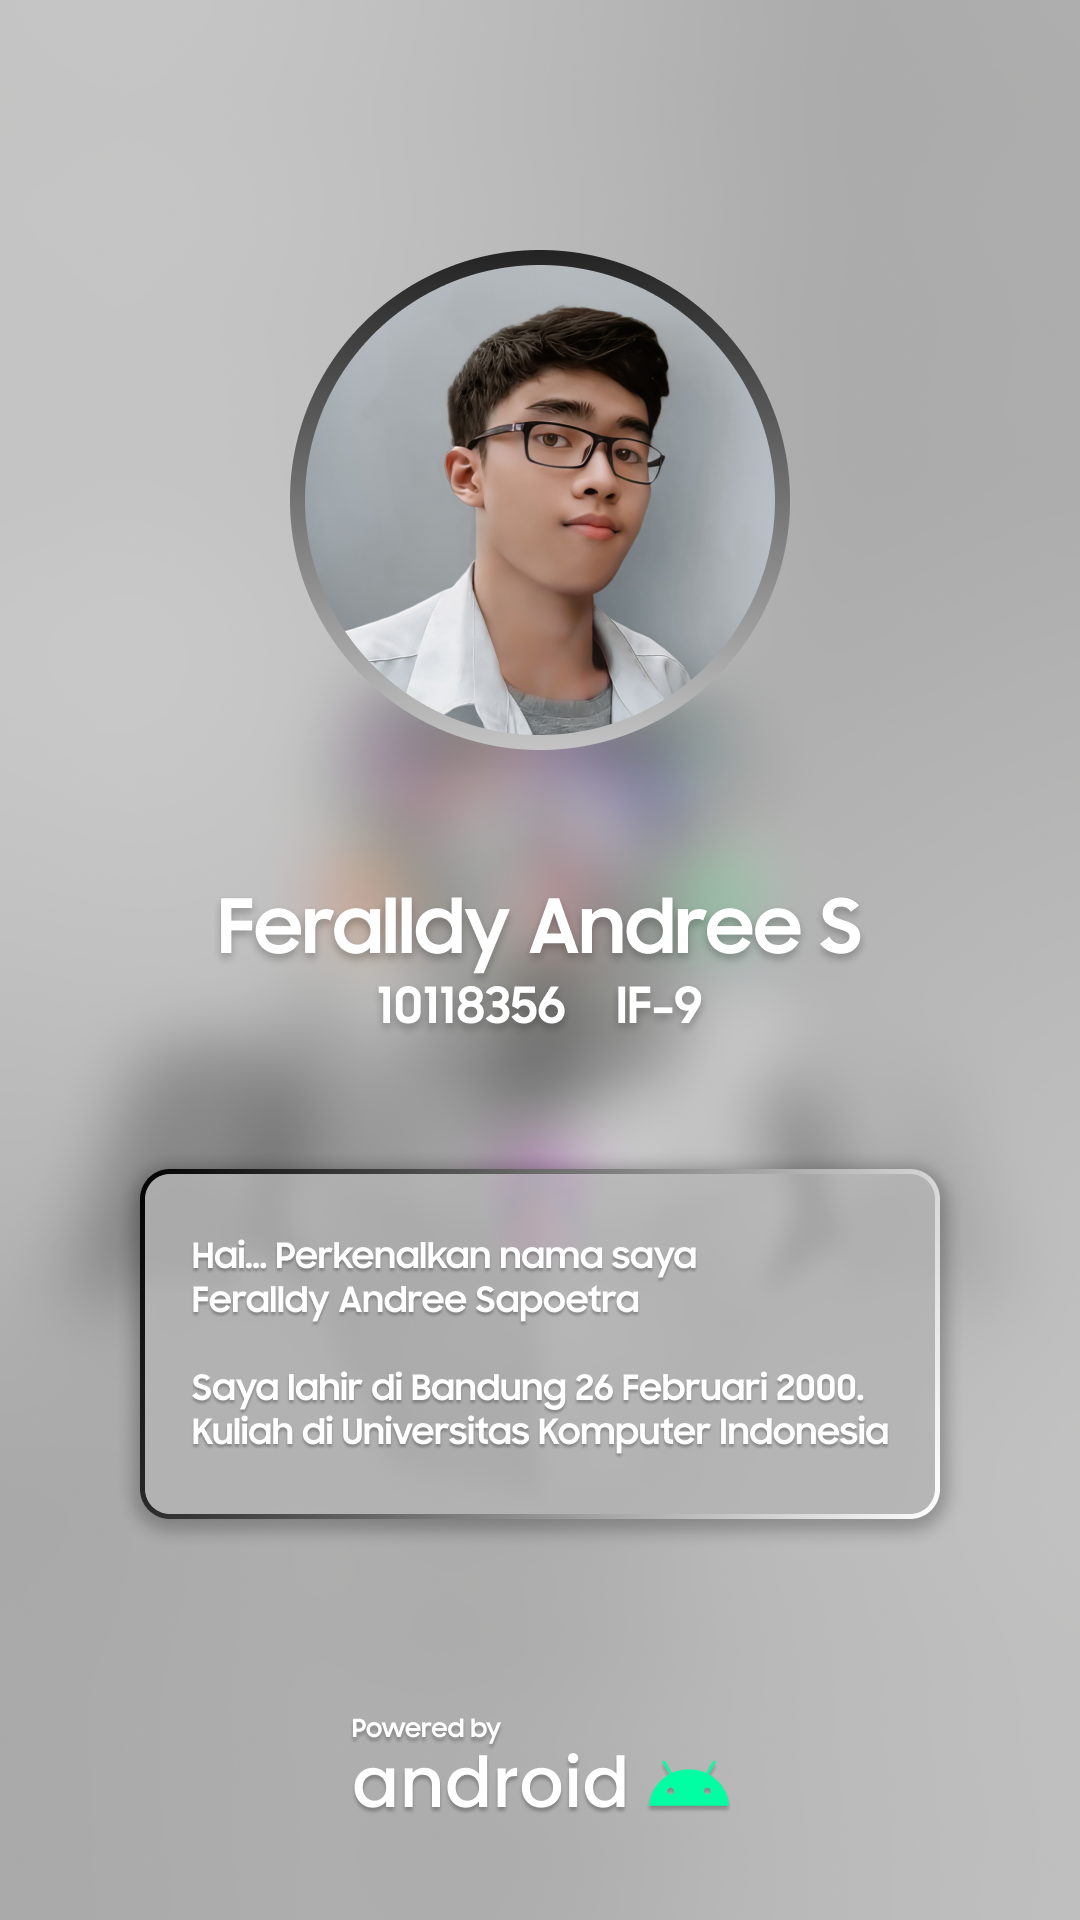 Feralldy Andree S
10118356 IF-9
Hai... Perkenalkan nama saya
Feralldy Andree Sapoetra
Saya lahir di Bandung 26 Februari 2000.
Kuliah di Universitas Komputer Indonesia
Powered by
android